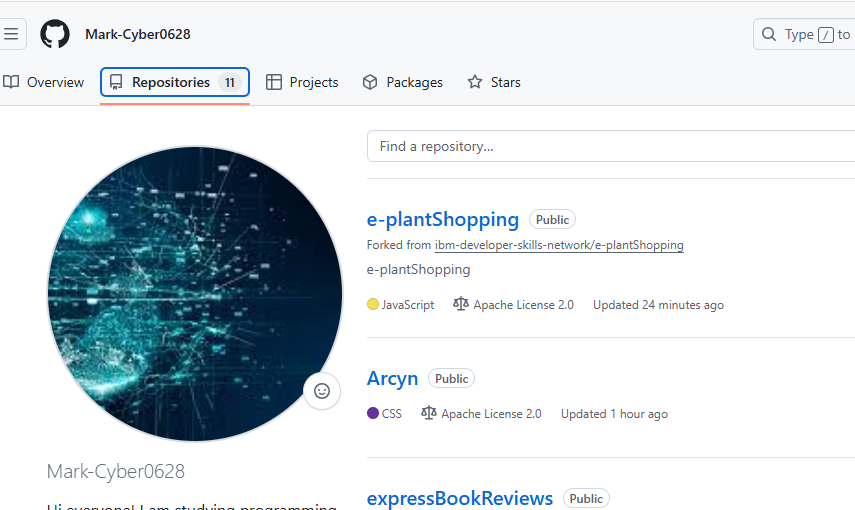 Mark-Cyber0628
Type / to
Overview
Repositories 11
Projects
Packages
Stars
Find a repository...
e-plantShopping Public
Forked from ibm-developer-skills-network/e-plantShopping
e-plantShopping
JavaScript Apache License 2.0 Updated 24 minutes ago
Arcyn Public
CSS Apache License 2.0 Updated 1 hour ago
expressBookReviews Public
Mark-Cyber0628
Hi everyone! I am studying programming